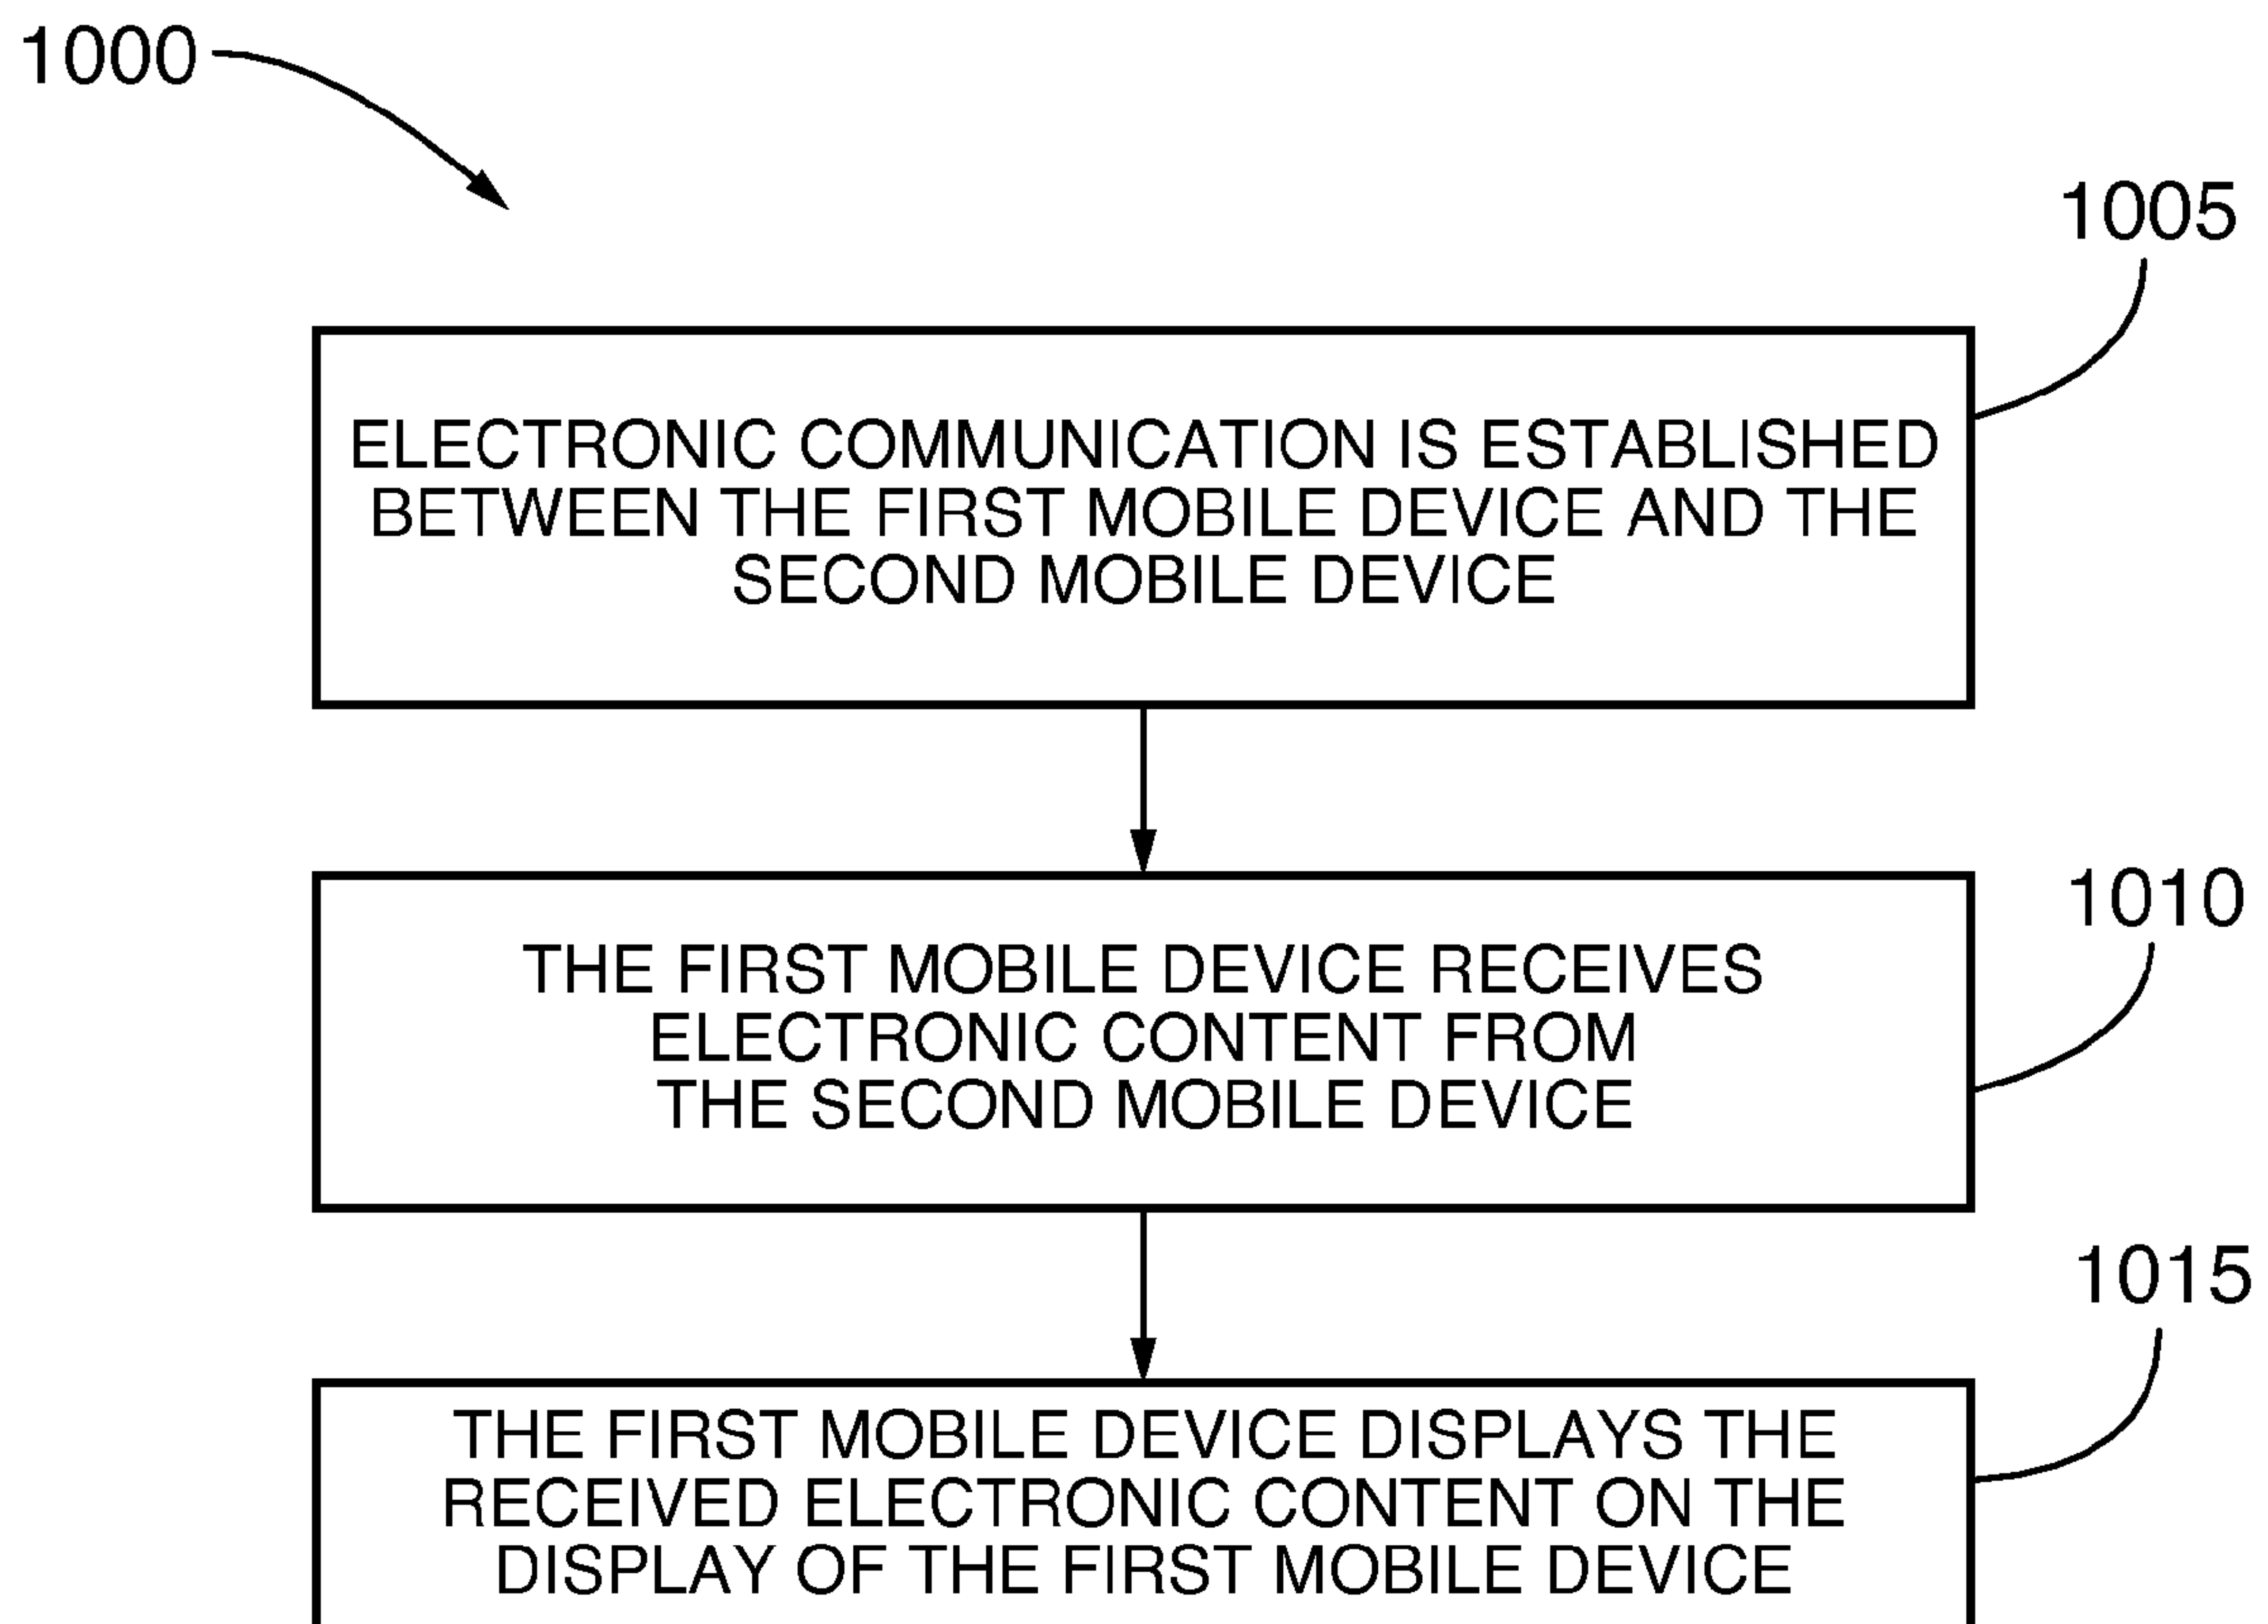 1000
1005
ELECTRONIC COMMUNICATION IS ESTABLISHED
BETWEEN THE FIRST MOBILE DEVICE AND THE
SECOND MOBILE DEVICE
1010
THE FIRST MOBILE DEVICE RECEIVES
ELECTRONIC CONTENT FROM
THE SECOND MOBILE DEVICE
1015
THE FIRST MOBILE DEVICE DISPLAYS THE
RECEIVED ELECTRONIC CONTENT ON THE
DISPLAY OF THE FIRST MOBILE DEVICE